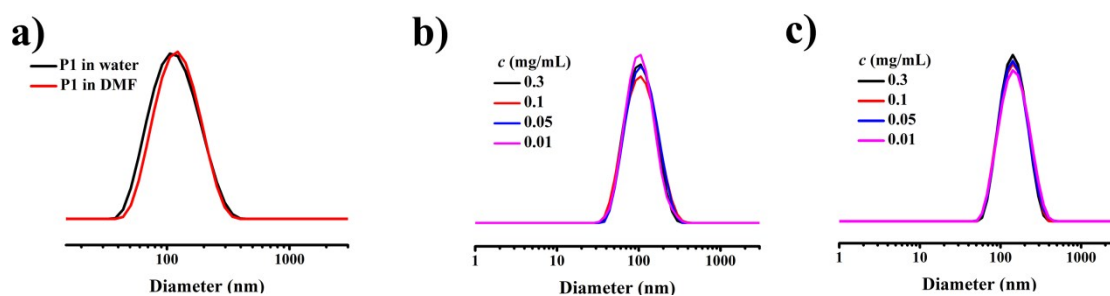 a)
P1 in water
P1 in DMF
100 1000
Diameter (nm)
b)
c (mg/mL)
0.3
0.1
0.05
0.01
1 10 100 1000
Diameter (nm)
c)
c (mg/mL)
0.3
0.1
0.05
0.01
1 10 100 1000
Diameter (nm)